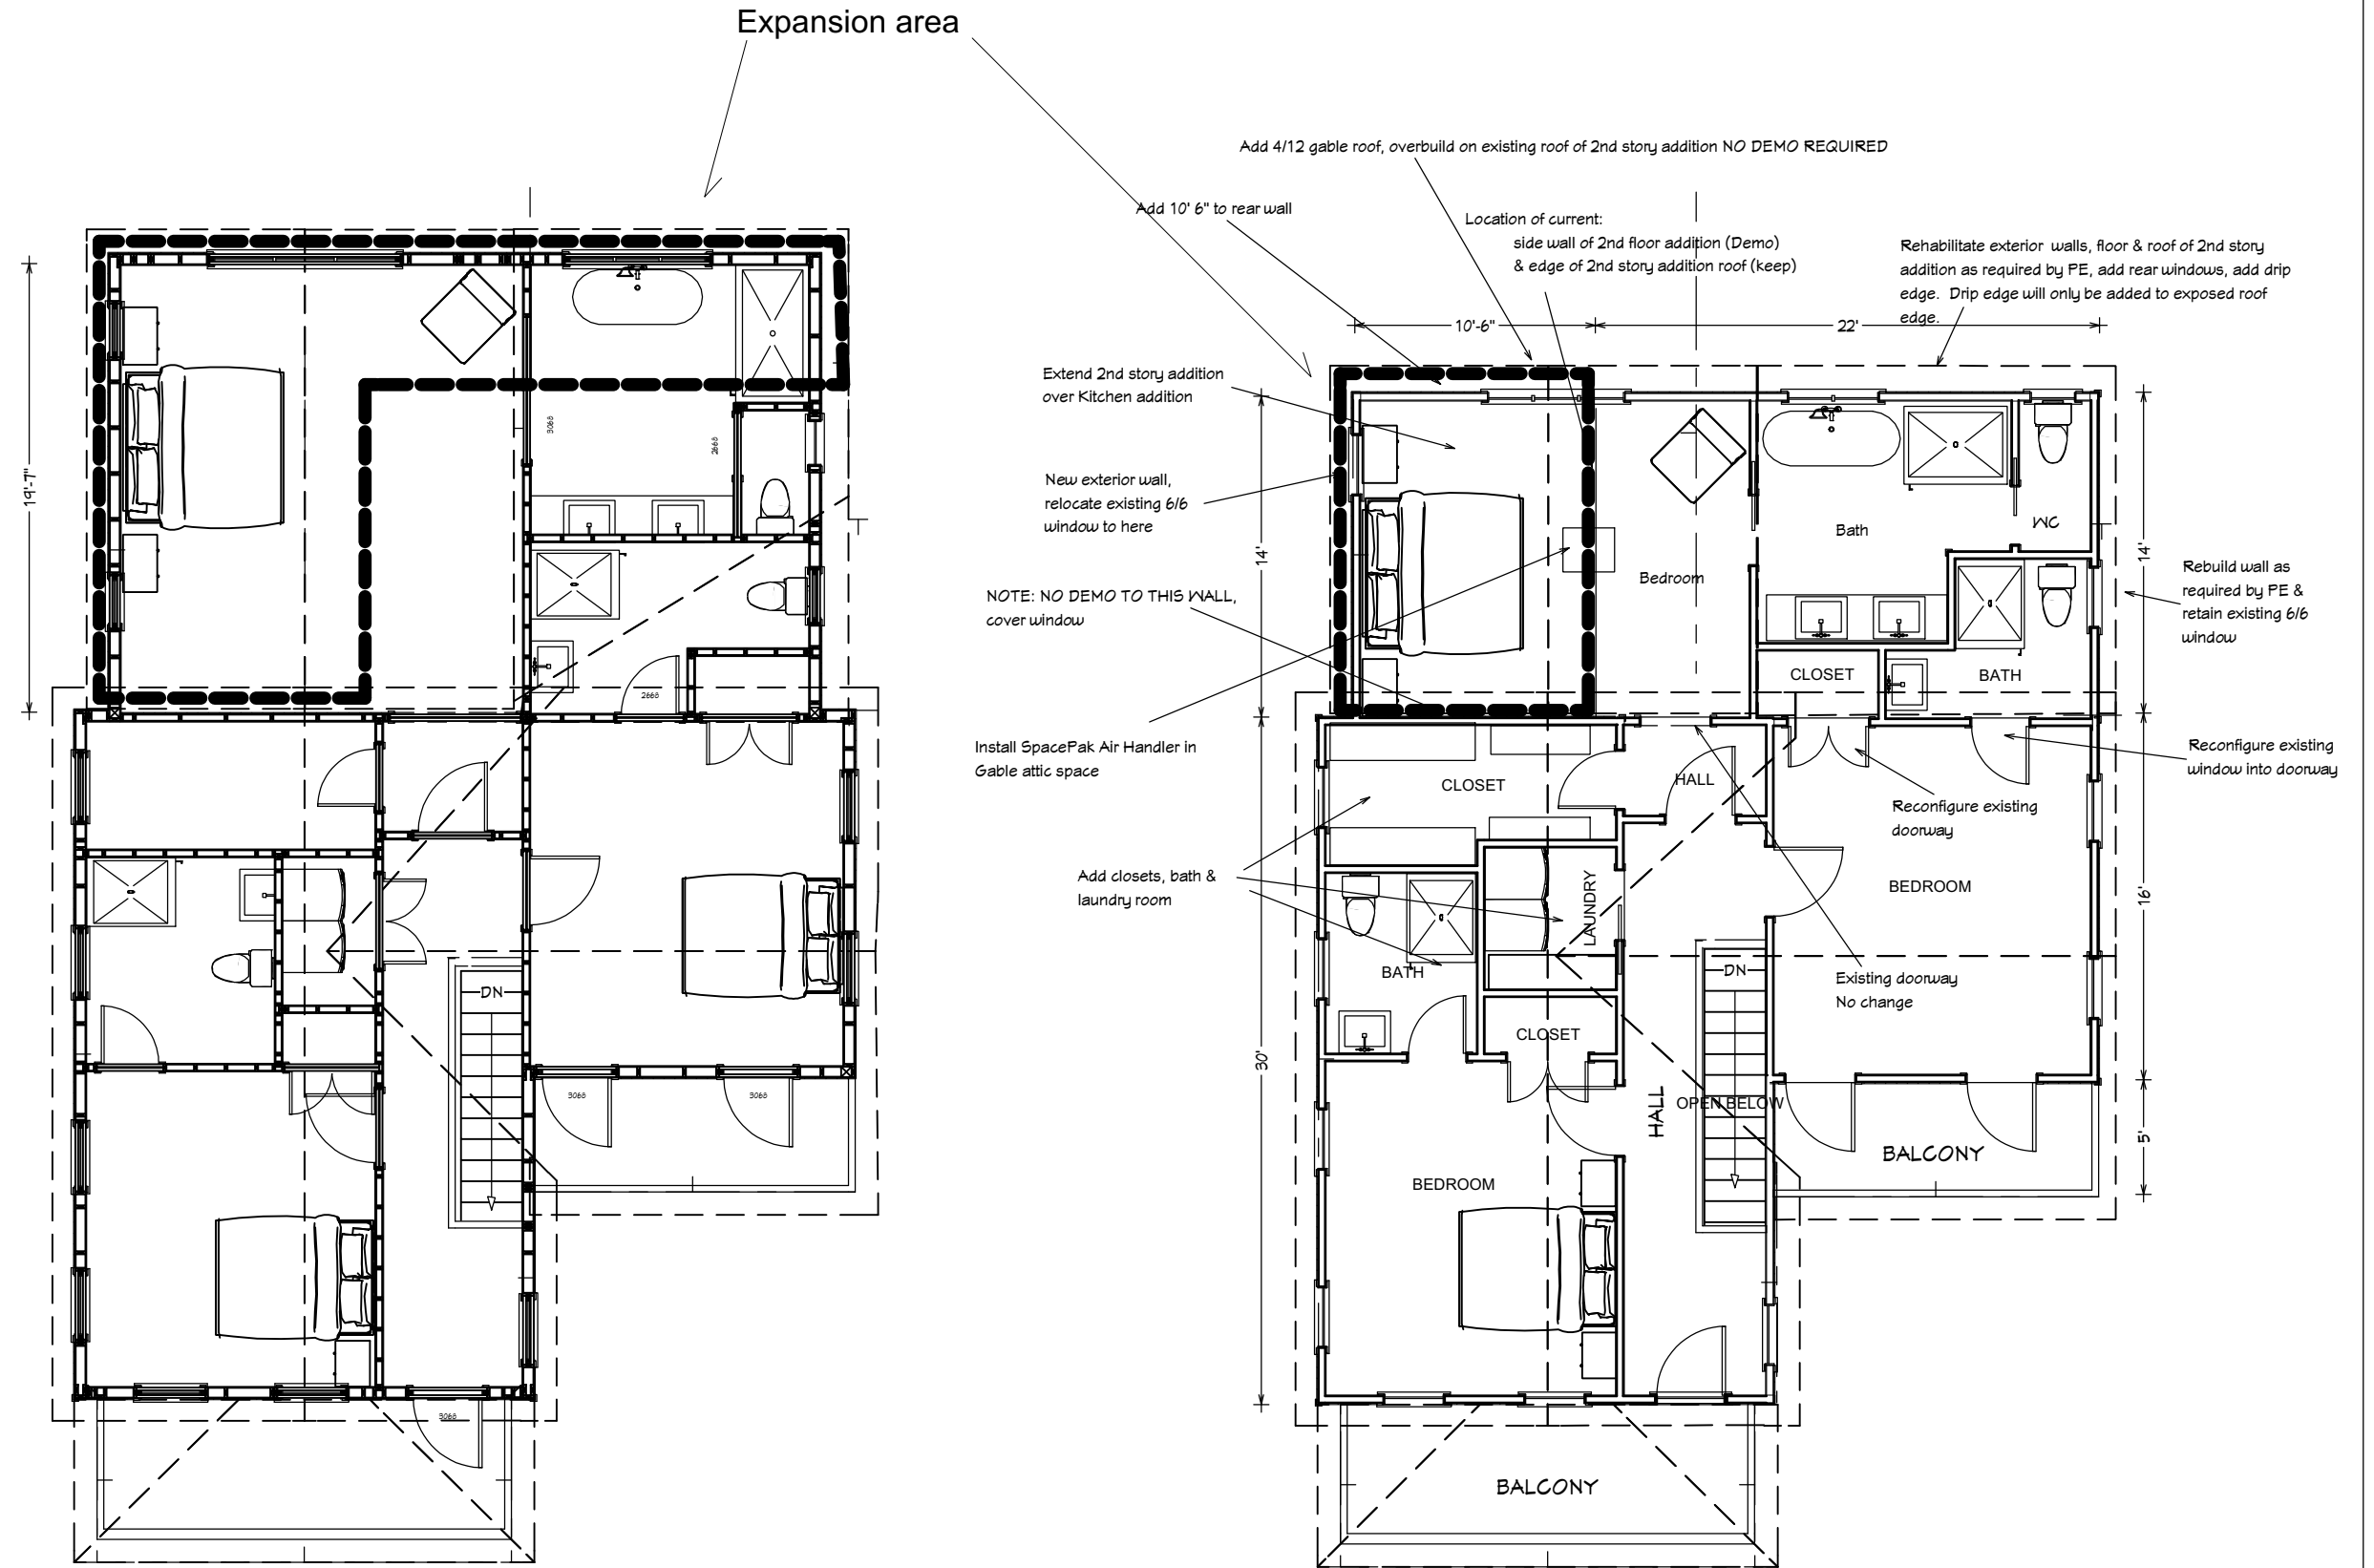 Expansion area
19'-7"
3068
2668
2668
DN
3068
3068
3068
Add 4/12 gable roof, overbuild on existing roof of 2nd story addition NO DEMO REQUIRED
Add 10' 6" to rear wall
Location of current:
side wall of 2nd floor addition (Demo)
& edge of 2nd story addition roof (keep)
Rehabilitate exterior walls, floor & roof of 2nd story
addition as required by PE, add rear windows, add drip
edge. Drip edge will only be added to exposed roof
edge.
10'-6"
22'
Extend 2nd story addition
over Kitchen addition
New exterior wall,
relocate existing 6/6
window to here
NOTE: NO DEMO TO THIS WALL,
cover window
Install SpacePak Air Handler in
Gable attic space
14'
Bedroom
Bath
WC
14'
Rebuild wall as
required by PE &
retain existing 6/6
window
CLOSET
BATH
Reconfigure existing
window into doorway
CLOSET
HALL
Reconfigure existing
doorway
Add closets, bath &
laundry room
LAUNDRY
BEDROOM
16'
BATH
DN
Existing doorway
No change
CLOSET
30'
HALL
OPEN BELOW
BALCONY
5'
BEDROOM
BALCONY